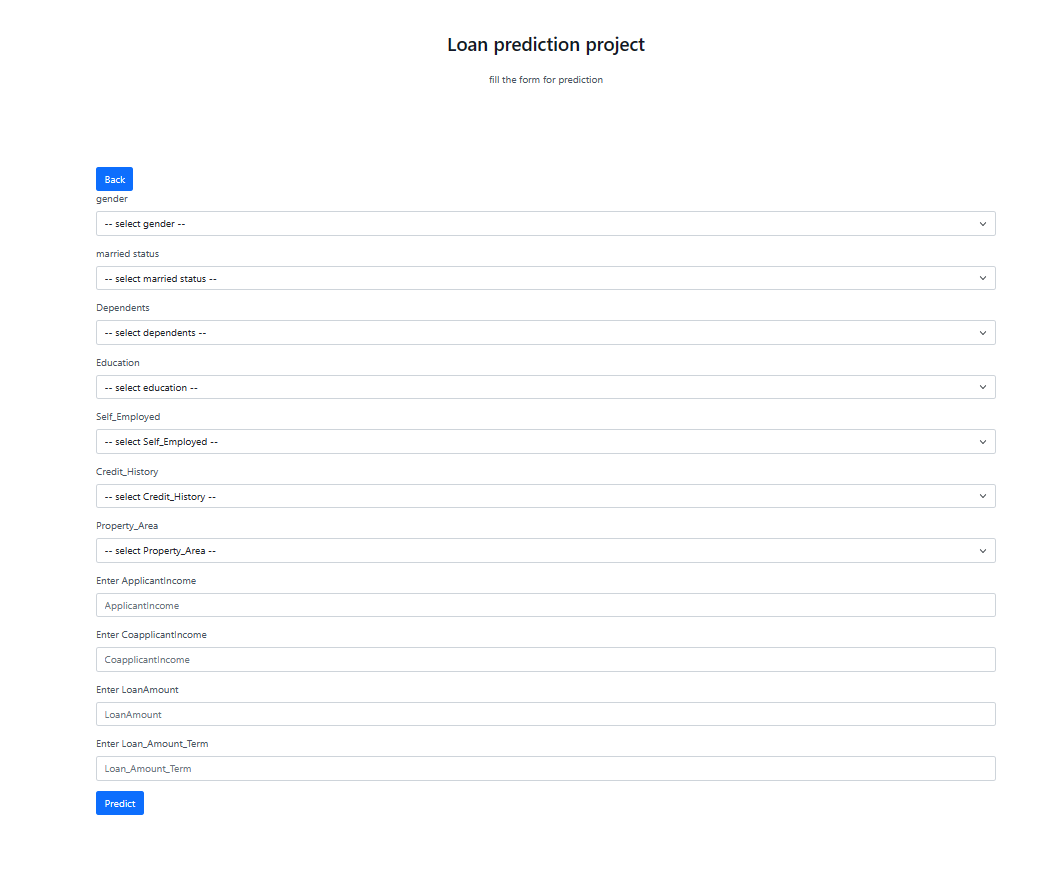 Loan prediction project
fill the form for prediction
Back
gender
-- select gender --
married status
-- select married status --
Dependents
-- select dependents --
Education
-- select education --
Self_Employed
-- select Self_Employed --
Credit_History
-- select Credit_History --
Property_Area
-- select Property_Area --
Enter ApplicantIncome
ApplicantIncome
Enter CoapplicantIncome
CoapplicantIncome
Enter LoanAmount
LoanAmount
Enter Loan_Amount_Term
Loan_Amount_Term
Predict